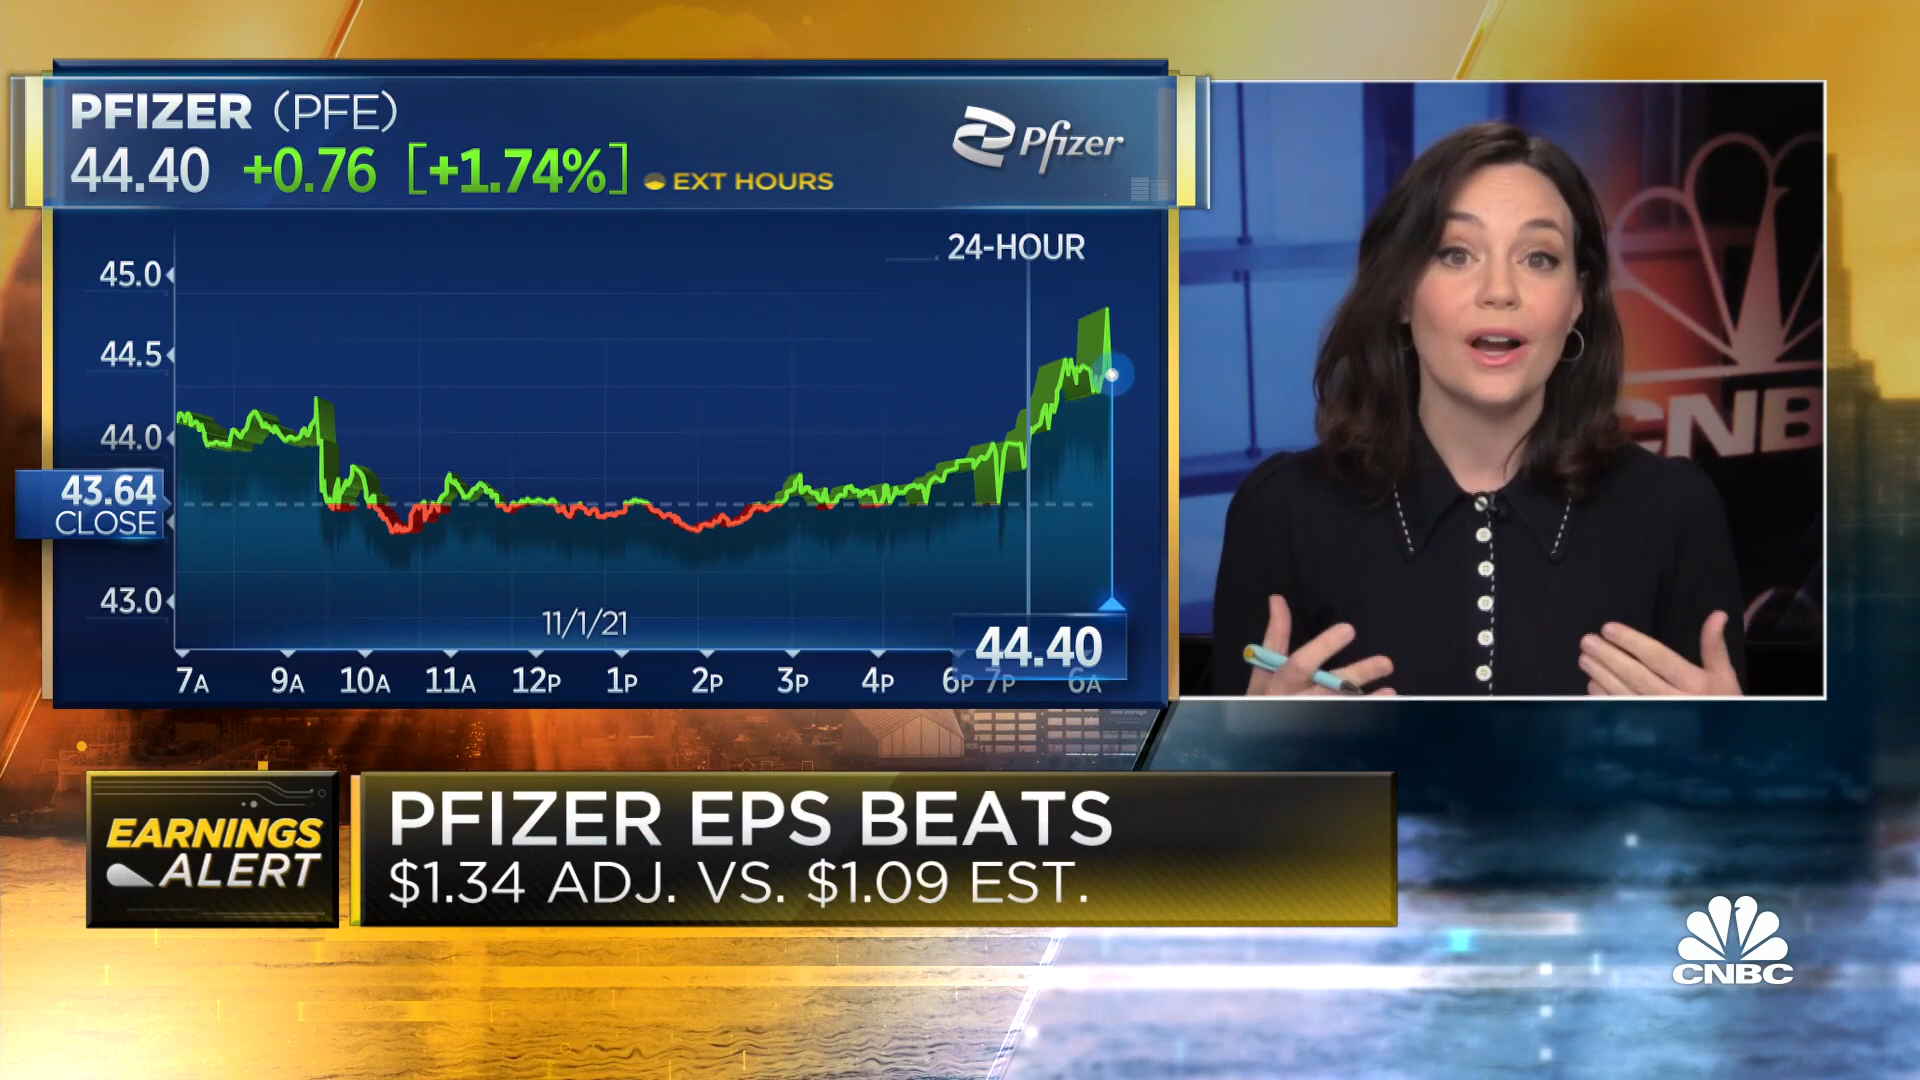 PFIZER (PFE)
44.40 +0.76 [+1.74%] EXT HOURS
Pfizer
24-HOUR
45.0
44.5
44.0
43.64
CLOSE
43.0
11/1/21
44.40
7A 9A 10A 11A 12P 1P 2P 3P 4P 6P 7P 6A
CNBC
EARNINGS
ALERT
PFIZER EPS BEATS
$1.34 ADJ. VS. $1.09 EST.
CNBC